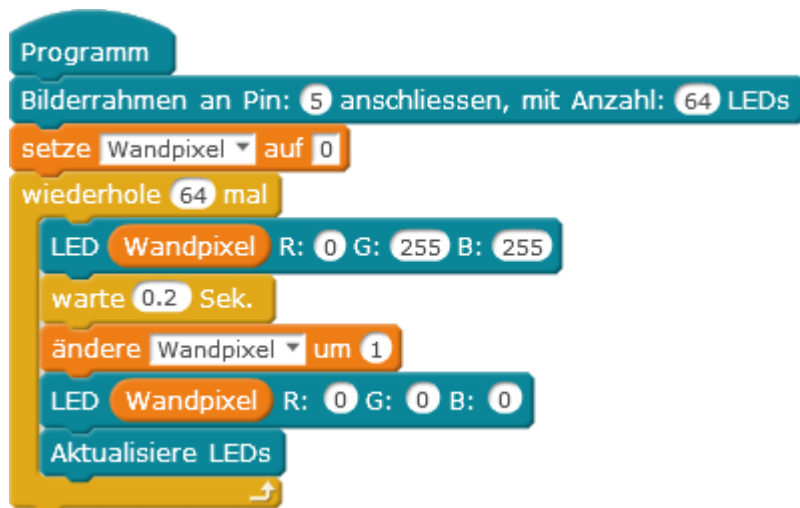 Programm
Bilderrahmen an Pin: 5 anschliessen, mit Anzahl: 64 LEDs
setze Wandpixel auf 0
wiederhole 64 mal
LED Wandpixel R: 0 G: 255 B: 255
warte 0.2 Sek.
ändere Wandpixel um 1
LED Wandpixel R: 0 G: 0 B: 0
Aktualisiere LEDs